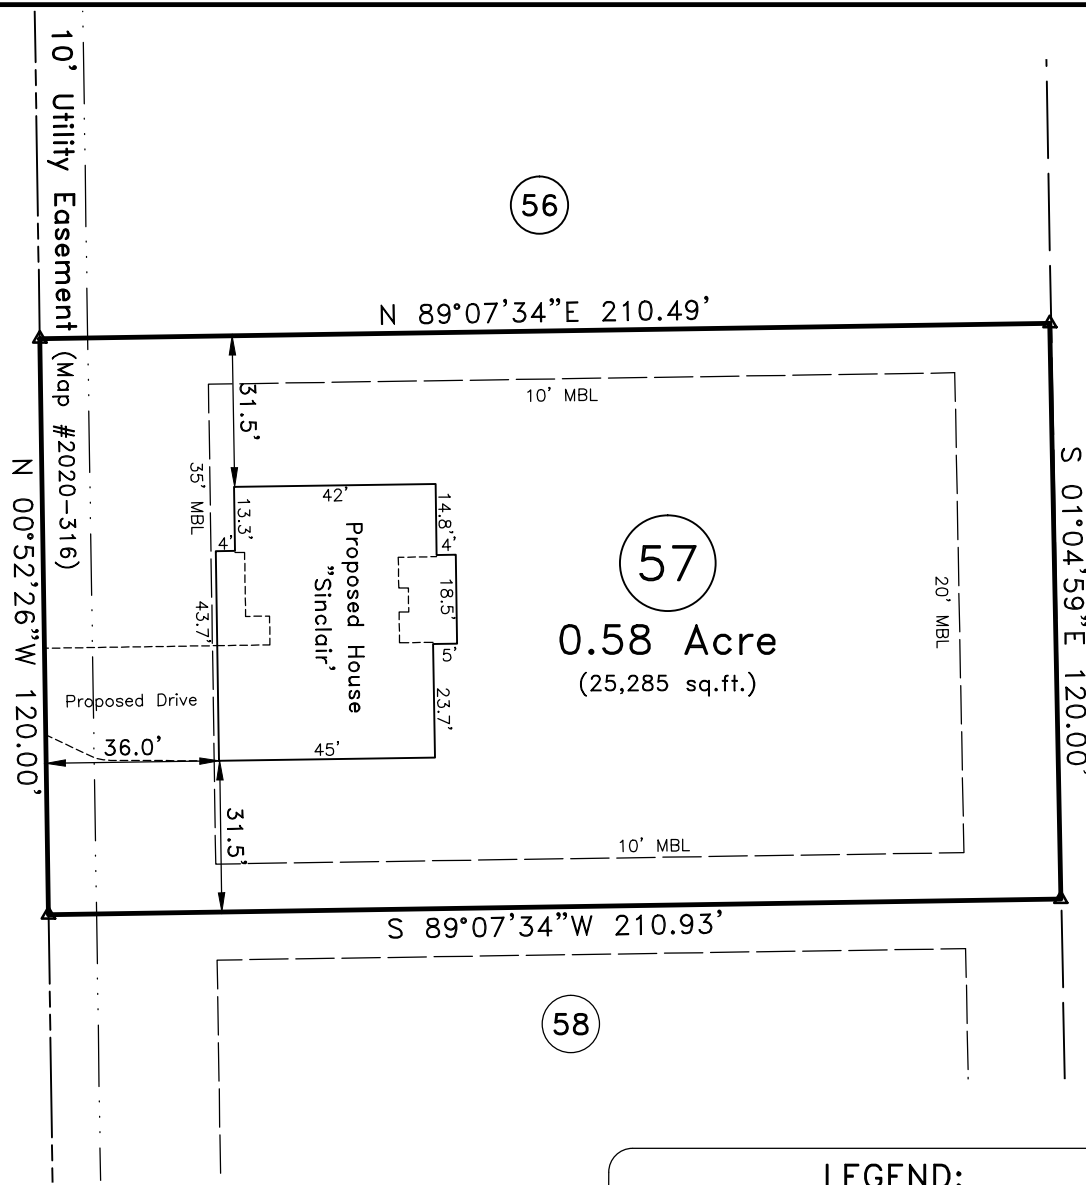 10' Utility Easement (Map #2020-316)
56
N 89°07'34"E 210.49'
10' MBL
31.5'
35' MBL
42'
13.3'
14.8'
4'
4'
18.5'
5'
43.7'
23.7'
45'
Proposed House
"Sinclair'
57
0.58 Acre
(25,285 sq.ft.)
20' MBL
N 00°52'26"W 120.00'
S 01°04'59"E 120.00'
Proposed Drive
36.0'
31.5'
10' MBL
S 89°07'34"W 210.93'
58
LEGEND: